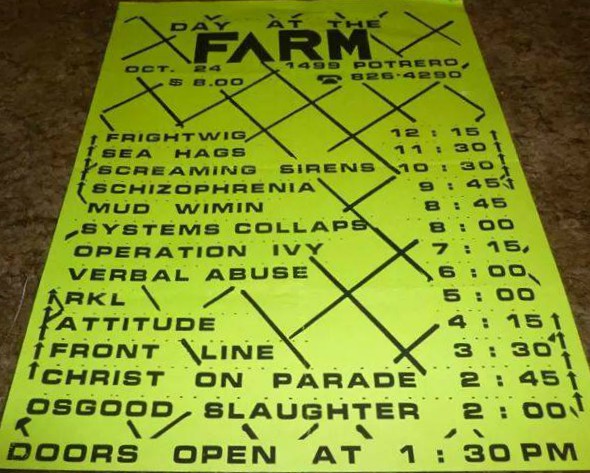 DAY AT THE
FARM
OCT. 24 1499 POTRERO
$ 8.00 ☎ 826-4290
FRIGHTWIG 12 : 15
SEA HAGS 11 : 30
SCREAMING SIRENS 10 : 30
SCHIZOPHRENIA 9 : 45
MUD WIMIN 8 : 45
SYSTEMS COLLAPS 8 : 00
OPERATION IVY 7 : 15
VERBAL ABUSE 6 : 00
RKL 5 : 00
ATTITUDE 4 : 15
FRONT LINE 3 : 30
CHRIST ON PARADE 2 : 45
OSGOOD SLAUGHTER 2 : 00
DOORS OPEN AT 1 : 30 PM